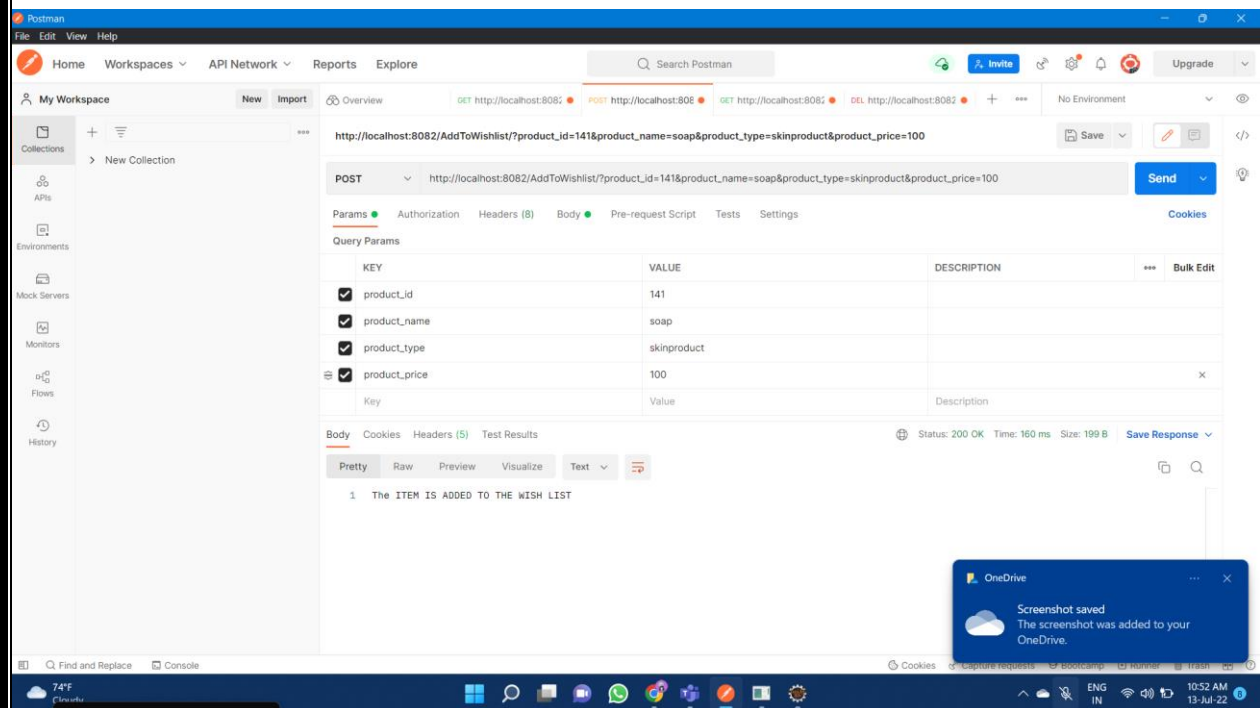 Postman
File Edit View Help
Home Workspaces API Network Reports Explore Search Postman Invite Upgrade
My Workspace New Import Overview GET http://localhost:8082 POST http://localhost:808 GET http://localhost:8082 DEL http://localhost:8082 No Environment
Collections
New Collection
http://localhost:8082/AddToWishlist/?product_id=141&product_name=soap&product_type=skinproduct&product_price=100 Save
POST http://localhost:8082/AddToWishlist/?product_id=141&product_name=soap&product_type=skinproduct&product_price=100 Send
APIs
Params Authorization Headers (8) Body Pre-request Script Tests Settings Cookies
Environments
Query Params
KEY VALUE DESCRIPTION Bulk Edit
Mock Servers
product_id 141
product_name soap
Monitors
product_type skinproduct
product_price 100
Flows
Key Value Description
History
Body Cookies Headers (5) Test Results Status: 200 OK Time: 160 ms Size: 199 B Save Response
Pretty Raw Preview Visualize Text
1 The ITEM IS ADDED TO THE WISH LIST
OneDrive
Screenshot saved
The screenshot was added to your
OneDrive.
Find and Replace Console Cookies Capture requests Bootcamp Runner Trash
74°F
Cloudy
ENG
IN
10:52 AM
13-Jul-22
8